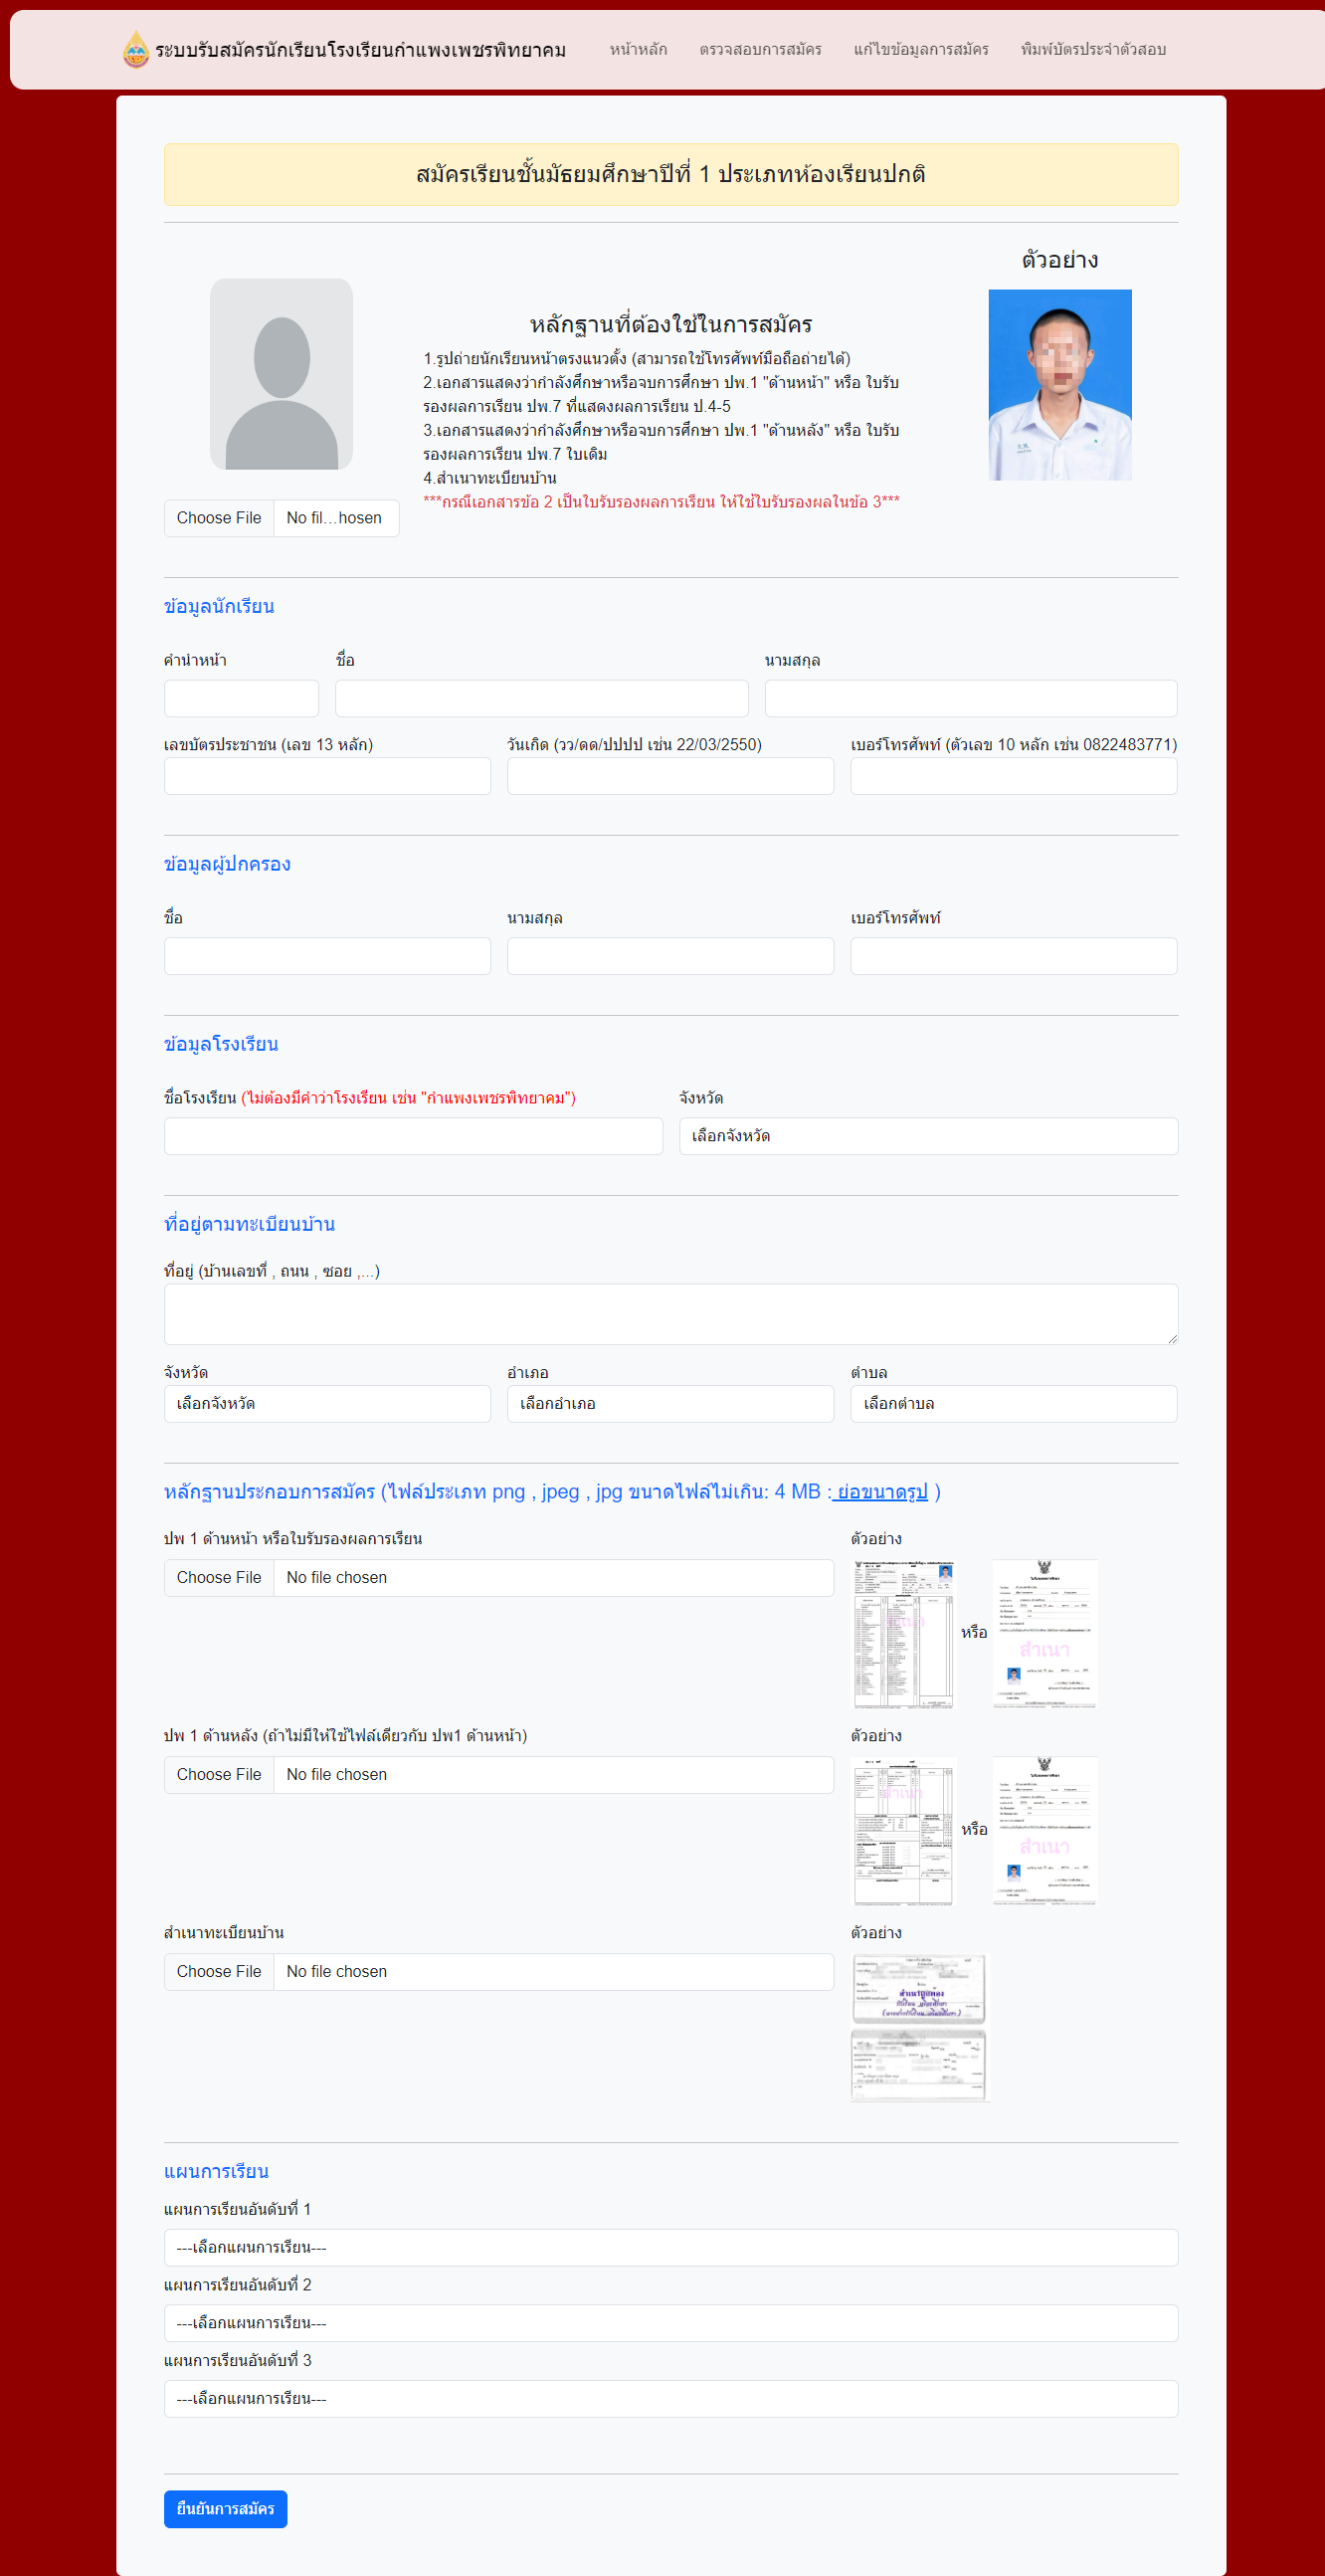 ระบบรับสมัครนักเรียนโรงเรียนกำแพงเพชรพิทยาคม หน้าหลัก ตรวจสอบการสมัคร แก้ไขข้อมูลการสมัคร พิมพ์บัตรประจำตัวสอบ
สมัครเรียนชั้นมัธยมศึกษาปีที่ 1 ประเภทห้องเรียนปกติ
ตัวอย่าง
หลักฐานที่ต้องใช้ในการสมัคร
1.รูปถ่ายนักเรียนหน้าตรงแนวตั้ง (สามารถใช้โทรศัพท์มือถือถ่ายได้)
2.เอกสารแสดงว่ากำลังศึกษาหรือจบการศึกษา ปพ.1 "ด้านหน้า" หรือ ใบรับ
รองผลการเรียน ปพ.7 ที่แสดงผลการเรียน ป.4-5
3.เอกสารแสดงว่ากำลังศึกษาหรือจบการศึกษา ปพ.1 "ด้านหลัง" หรือ ใบรับ
รองผลการเรียน ปพ.7 ใบเดิม
4.สำเนาทะเบียนบ้าน
***กรณีเอกสารข้อ 2 เป็นใบรับรองผลการเรียน ให้ใช้ใบรับรองผลในข้อ 3***
Choose File No fil...hosen
ข้อมูลนักเรียน
คำนำหน้า ชื่อ นามสกุล
เลขบัตรประชาชน (เลข 13 หลัก) วันเกิด (วว/ดด/ปปปป เช่น 22/03/2550) เบอร์โทรศัพท์ (ตัวเลข 10 หลัก เช่น 0822483771)
ข้อมูลผู้ปกครอง
ชื่อ นามสกุล เบอร์โทรศัพท์
ข้อมูลโรงเรียน
ชื่อโรงเรียน (ไม่ต้องมีคำว่าโรงเรียน เช่น "กำแพงเพชรพิทยาคม") จังหวัด
เลือกจังหวัด
ที่อยู่ตามทะเบียนบ้าน
ที่อยู่ (บ้านเลขที่ , ถนน , ซอย ,...)
จังหวัด อำเภอ ตำบล
เลือกจังหวัด เลือกอำเภอ เลือกตำบล
หลักฐานประกอบการสมัคร (ไฟล์ประเภท png , jpeg , jpg ขนาดไฟล์ไม่เกิน: 4 MB : ย่อขนาดรูป )
ปพ 1 ด้านหน้า หรือใบรับรองผลการเรียน ตัวอย่าง
Choose File No file chosen
หรือ
สำเนา
ปพ 1 ด้านหลัง (ถ้าไม่มีให้ใช้ไฟล์เดียวกับ ปพ1 ด้านหน้า) ตัวอย่าง
Choose File No file chosen
สำเนา
หรือ
สำเนา
สำเนาทะเบียนบ้าน ตัวอย่าง
Choose File No file chosen
สำเนาถูกต้อง
แผนการเรียน
แผนการเรียนอันดับที่ 1
---เลือกแผนการเรียน---
แผนการเรียนอันดับที่ 2
---เลือกแผนการเรียน---
แผนการเรียนอันดับที่ 3
---เลือกแผนการเรียน---
ยืนยันการสมัคร